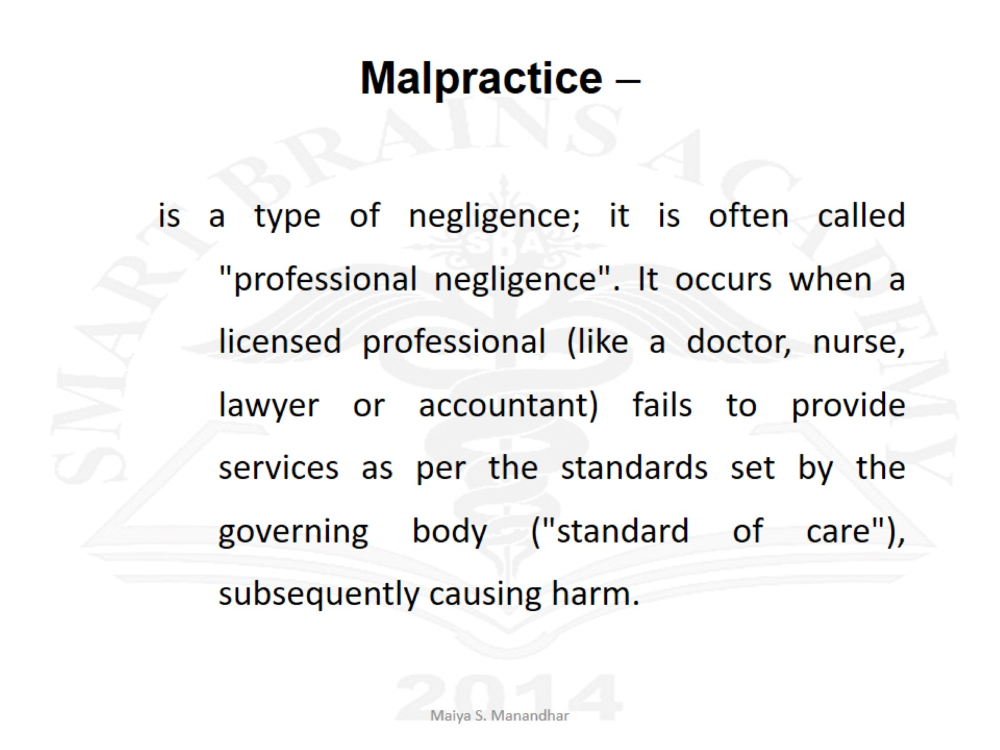 Malpractice –
SMART BRAINS ACADEMY
SBA
is a type of negligence; it is often called
"professional negligence". It occurs when a
licensed professional (like a doctor, nurse,
lawyer or accountant) fails to provide
services as per the standards set by the
governing body ("standard of care"),
subsequently causing harm.
2014
Maiya S. Manandhar